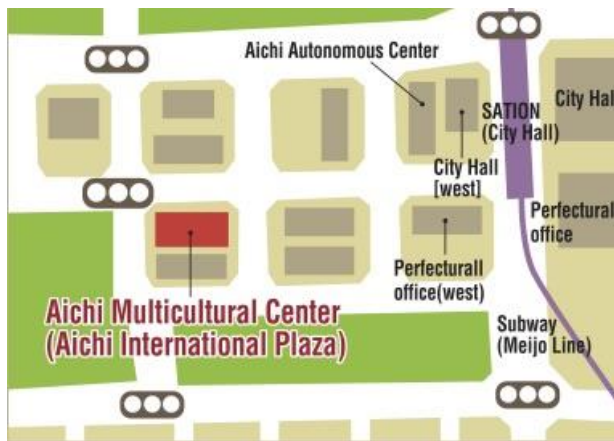 Aichi Autonomous Center
SATION
(City Hall)
City Hall
City Hall
[west]
Perfectural
office
Perfecturall
office(west)
Aichi Multicultural Center
(Aichi International Plaza)
Subway
(Meijo Line)